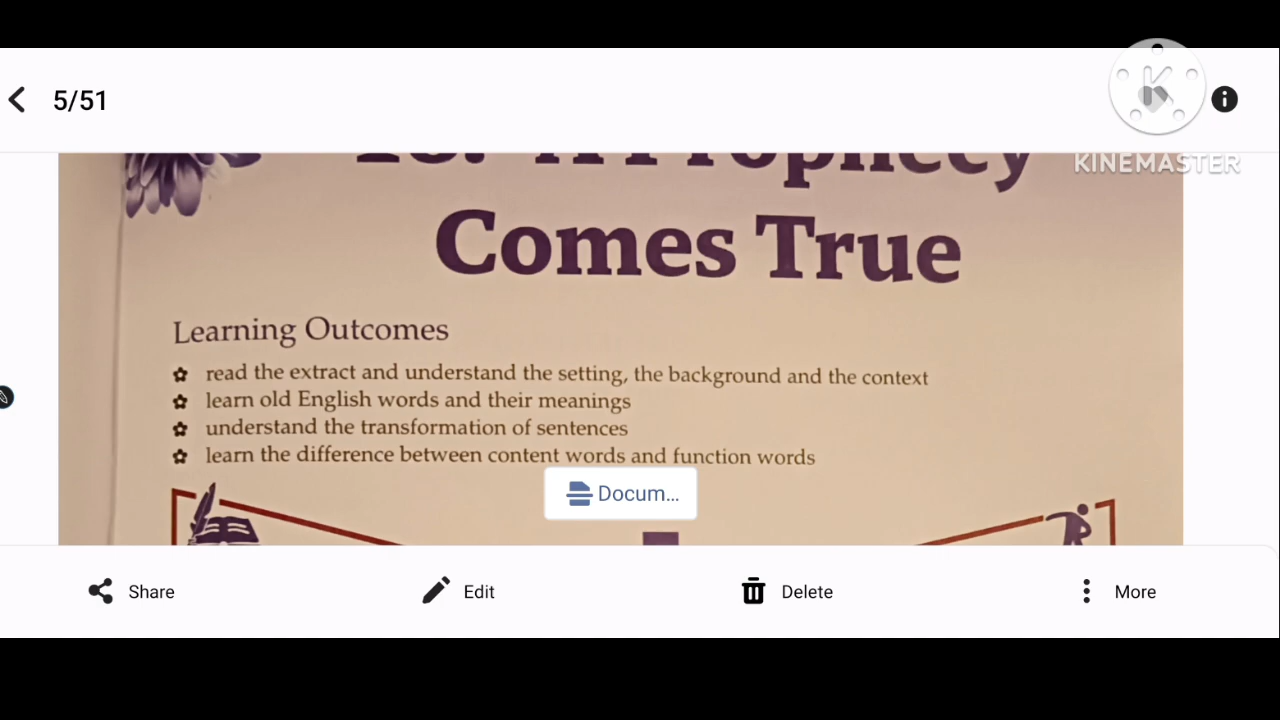 5/51
KINEMASTER
A Prophecy
Comes True
Learning Outcomes
read the extract and understand the setting, the background and the context
learn old English words and their meanings
understand the transformation of sentences
learn the difference between content words and function words
Docum...
Share
Edit
Delete
More